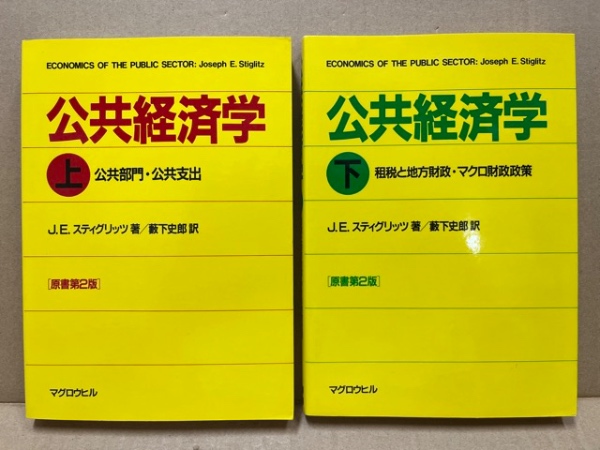 ECONOMICS OF THE PUBLIC SECTOR: Joseph E. Stiglitz
公共経済学
上 公共部門・公共支出
J.E. スティグリッツ 著/藪下史郎 訳
[原書第2版]
マグロウヒル
ECONOMICS OF THE PUBLIC SECTOR: Joseph E. Stiglitz
公共経済学
下 租税と地方財政・マクロ財政政策
J.E. スティグリッツ 著/藪下史郎 訳
[原書第2版]
マグロウヒル